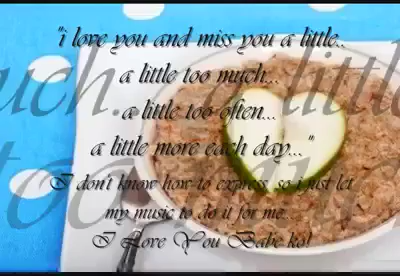 "i love you and miss you a little..
a little too much...
a little too often...
a little more each day..."
I don't know how to express, so i just let
my music to do it for me...
I Love You Babe ko!